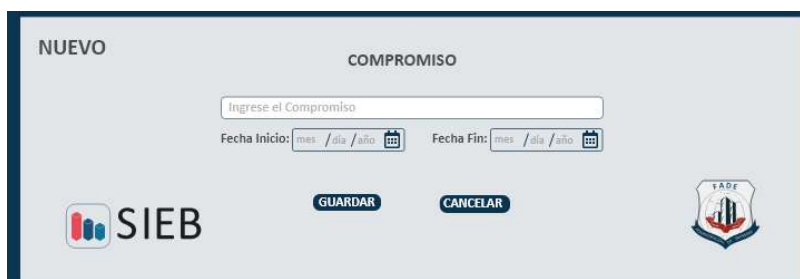 NUEVO
COMPROMISO
Ingrese el Compromiso
Fecha Inicio: mes /día /año Fecha Fin: mes /día /año
GUARDAR CANCELAR
SIEB
FADE